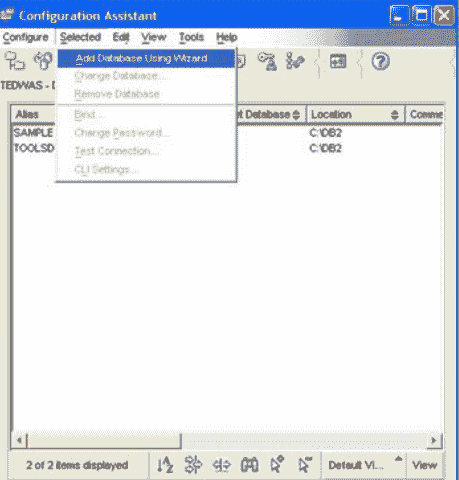 Configuration Assistant
Configure Selected Edit View Tools Help
Add Database Using Wizard
Change Database...
Remove Database
Bind...
Change Password...
Test Connection...
CLI Settings...
TEDWAS -
Alias Database Location Comme
SAMPLE C:\DB2
TOOLSD C:\DB2
2 of 2 items displayed Default Vi... View